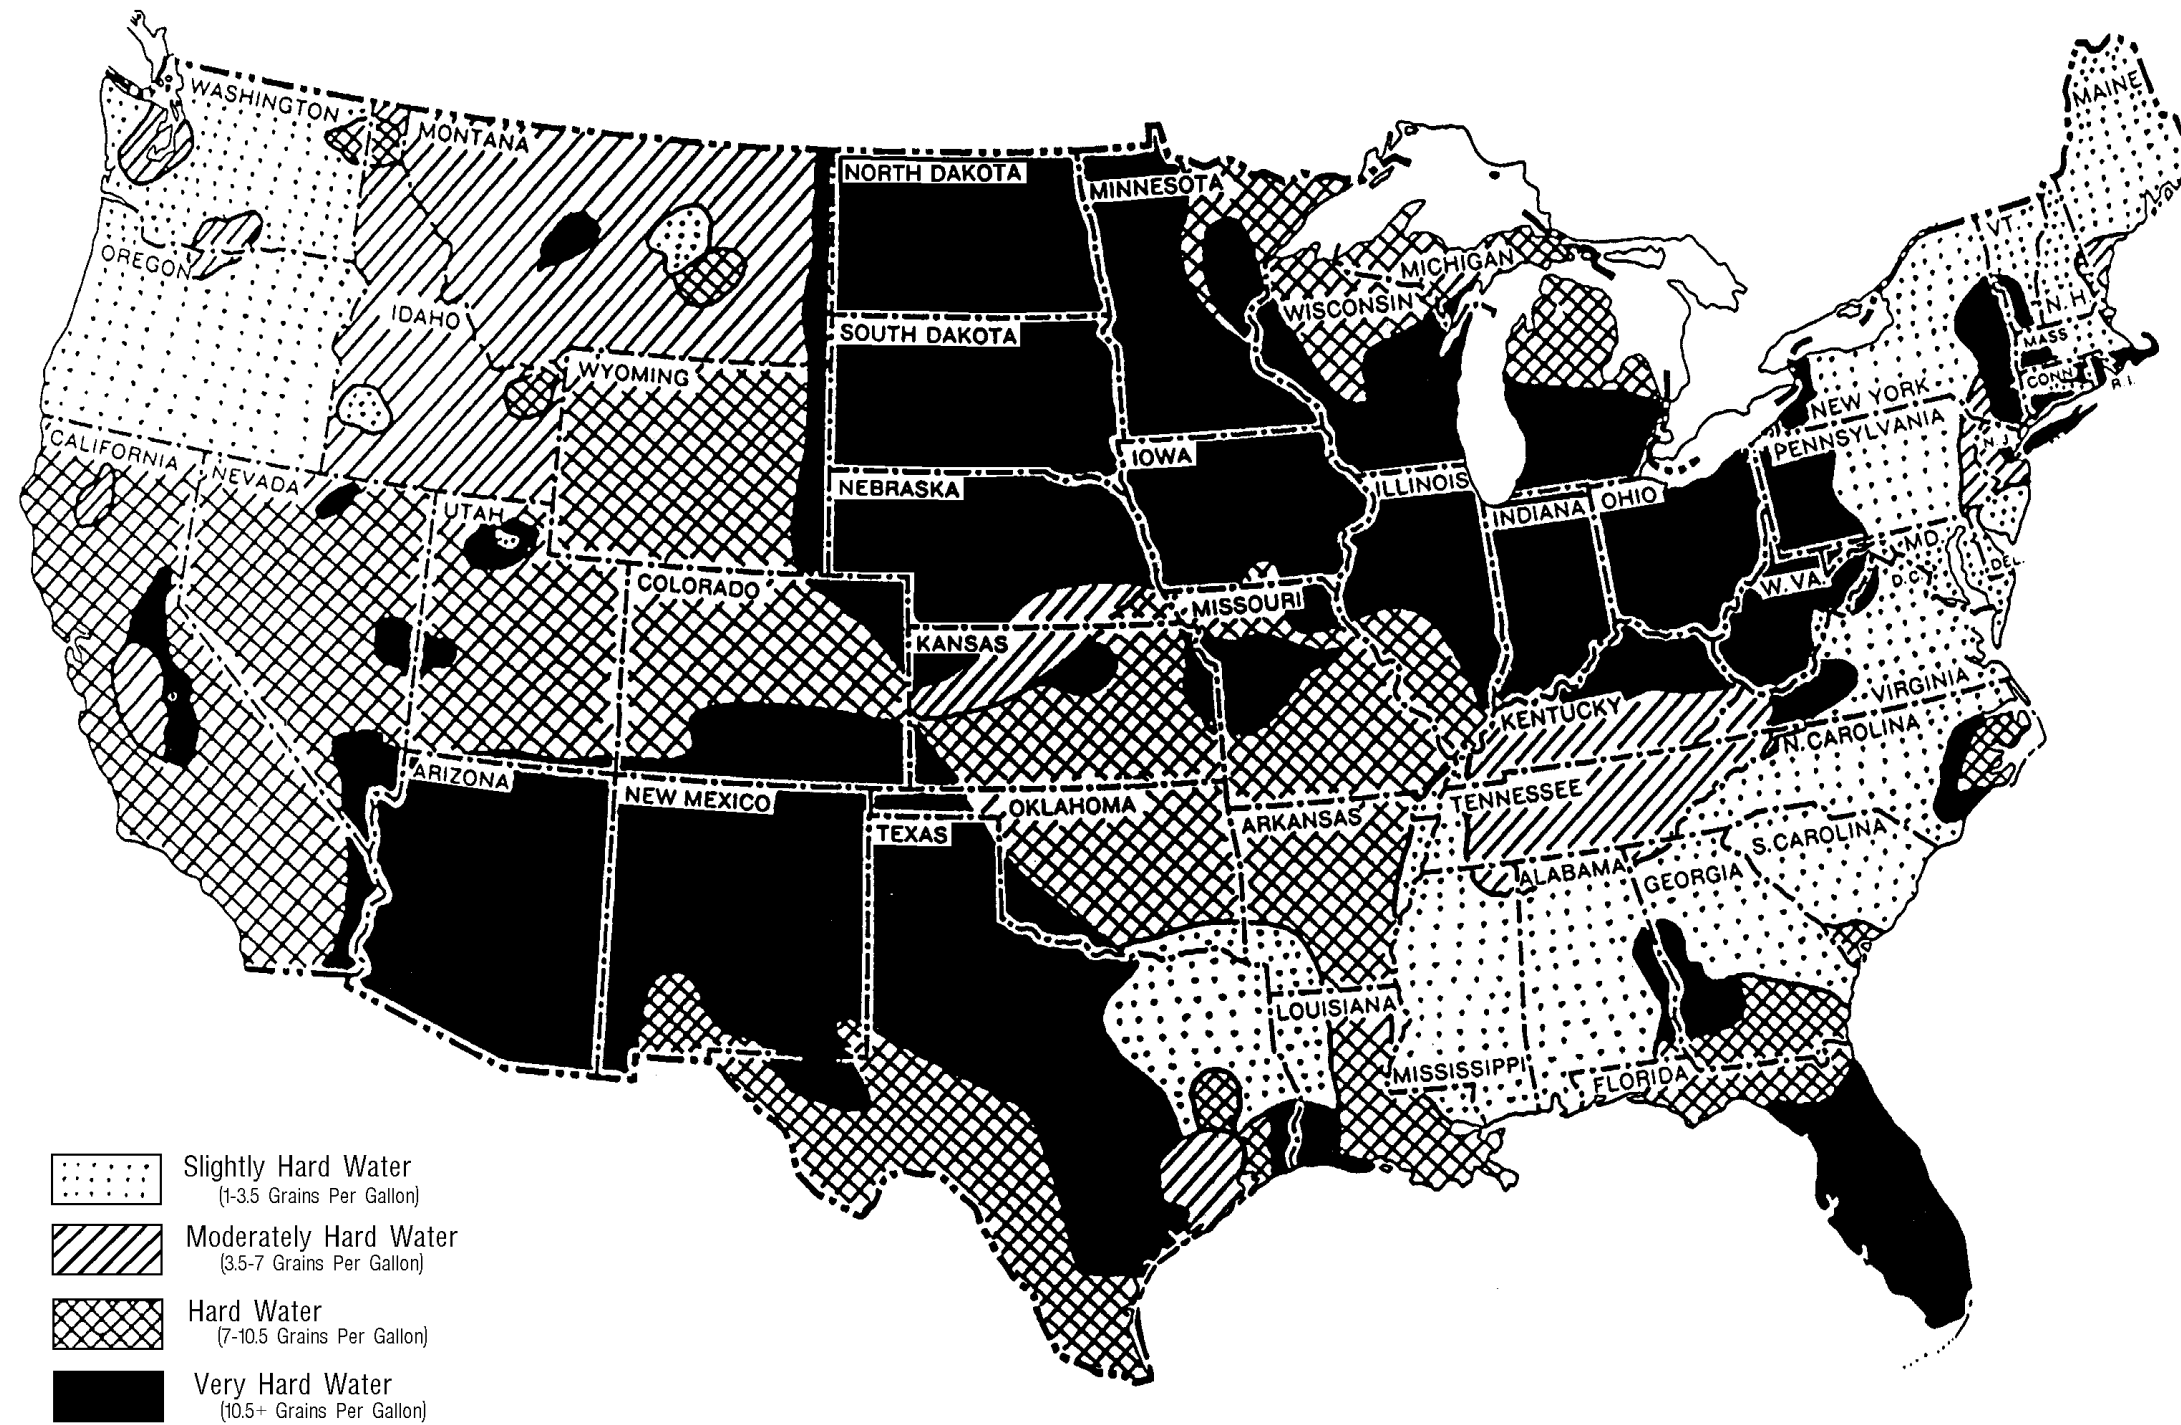 WASHINGTON
MONTANA
MAINE
NORTH DAKOTA
MINNESOTA
OREGON
VT.
MICHIGAN
IDAHO
WISCONSIN
N.H.
SOUTH DAKOTA
MASS
WYOMING
CONN
R.I.
NEW YORK
CALIFORNIA
NEVADA
PENNSYLVANIA
N.J.
IOWA
NEBRASKA
ILLINOIS
INDIANA
OHIO
UTAH
MD.
DEL.
D.C.
W. VA.
COLORADO
MISSOURI
KANSAS
VIRGINIA
KENTUCKY
N. CAROLINA
ARIZONA
NEW MEXICO
OKLAHOMA
TENNESSEE
TEXAS
ARKANSAS
S. CAROLINA
ALABAMA
GEORGIA
LOUISIANA
MISSISSIPPI
FLORIDA
Slightly Hard Water
(1-3.5 Grains Per Gallon)
Moderately Hard Water
(3.5-7 Grains Per Gallon)
Hard Water
(7-10.5 Grains Per Gallon)
Very Hard Water
(10.5+ Grains Per Gallon)